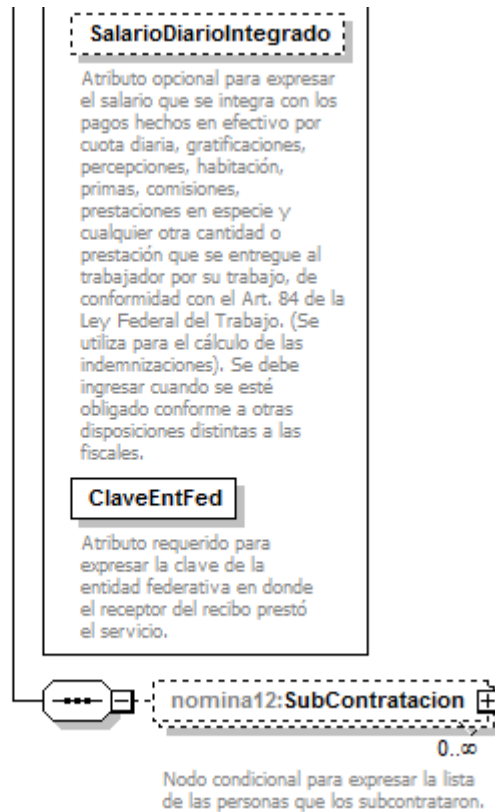 SalarioDiarioIntegrado
Atributo opcional para expresar
el salario que se integra con los
pagos hechos en efectivo por
cuota diaria, gratificaciones,
percepciones, habitación,
primas, comisiones,
prestaciones en especie y
cualquier otra cantidad o
prestación que se entregue al
trabajador por su trabajo, de
conformidad con el Art. 84 de la
Ley Federal del Trabajo. (Se
utiliza para el cálculo de las
indemnizaciones). Se debe
ingresar cuando se esté
obligado conforme a otras
disposiciones distintas a las
fiscales.
ClaveEntFed
Atributo requerido para
expresar la clave de la
entidad federativa en donde
el receptor del recibo prestó
el servicio.
nomina12:SubContratacion
0..∞
Nodo condicional para expresar la lista
de las personas que los subcontrataron.